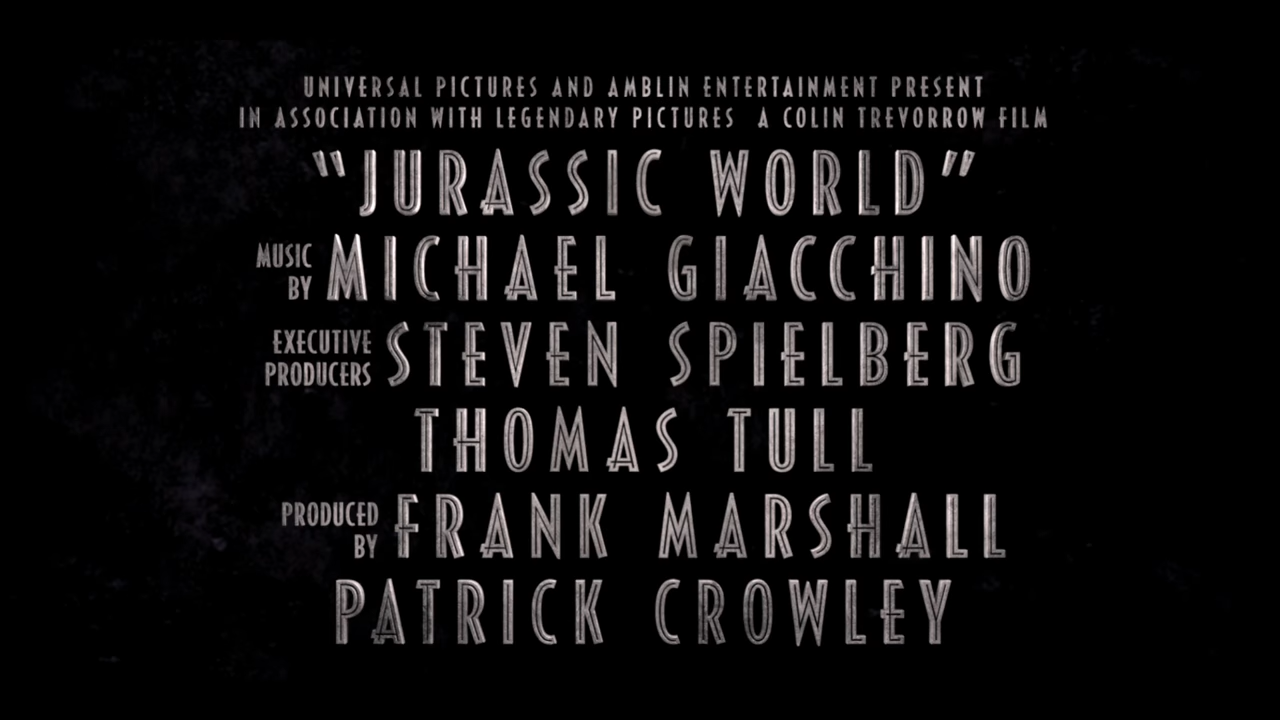 UNIVERSAL PICTURES AND AMBLIN ENTERTAINMENT PRESENT
IN ASSOCIATION WITH LEGENDARY PICTURES A COLIN TREVORROW FILM
"JURASSIC WORLD"
MUSIC BY MICHAEL GIACCHINO
EXECUTIVE PRODUCERS STEVEN SPIELBERG
THOMAS TULL
PRODUCED BY FRANK MARSHALL
PATRICK CROWLEY